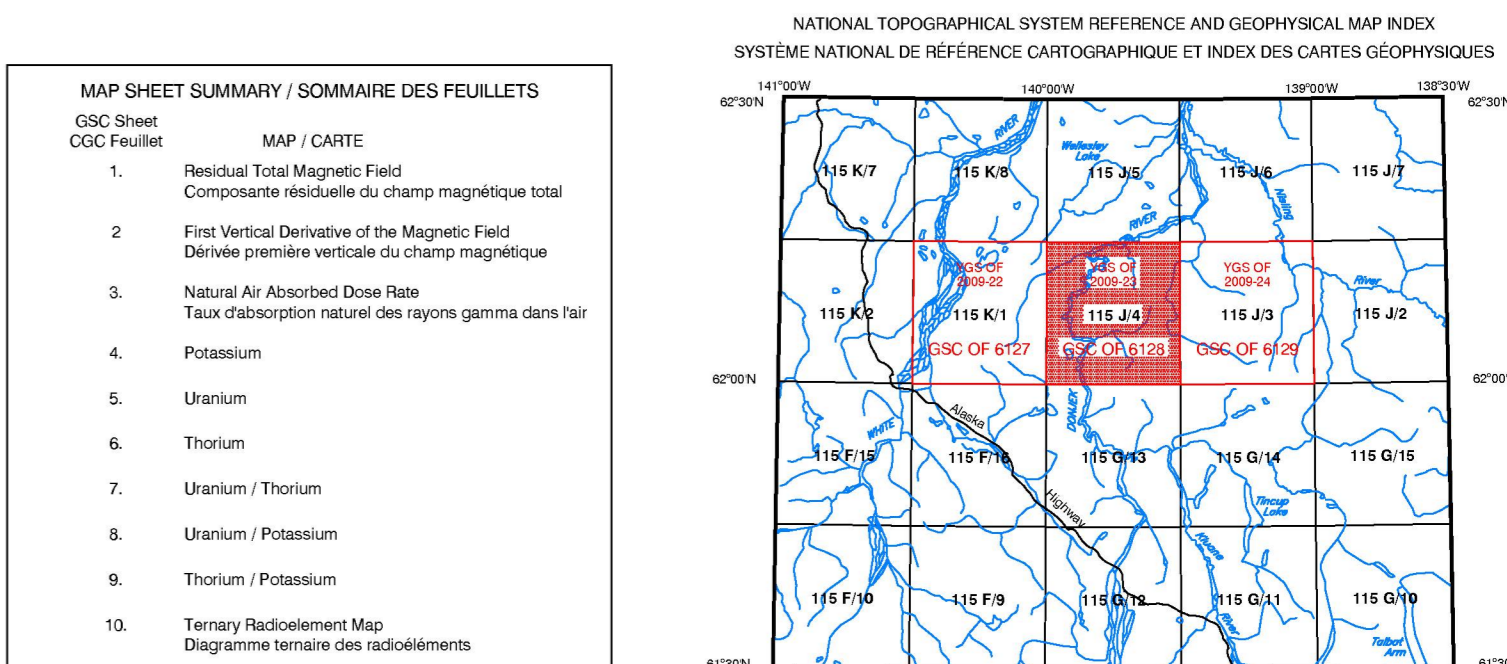 MAP SHEET SUMMARY / SOMMAIRE DES FEUILLETS
GSC Sheet
CGC Feuillet MAP / CARTE
1. Residual Total Magnetic Field
Composante résiduelle du champ magnétique total
2 First Vertical Derivative of the Magnetic Field
Dérivée première verticale du champ magnétique
3. Natural Air Absorbed Dose Rate
Taux d'absorption naturel des rayons gamma dans l'air
4. Potassium
5. Uranium
6. Thorium
7. Uranium / Thorium
8. Uranium / Potassium
9. Thorium / Potassium
10. Ternary Radioelement Map
Diagramme ternaire des radioéléments
NATIONAL TOPOGRAPHICAL SYSTEM REFERENCE AND GEOPHYSICAL MAP INDEX
SYSTÈME NATIONAL DE RÉFÉRENCE CARTOGRAPHIQUE ET INDEX DES CARTES GÉOPHYSIQUES
141°00'W 140°00'W 139°00'W 138°30'W
62°30'N 62°30'N
RIVER
Wellesley
Lake
115 K/7 115 K/8 115 J/5 115 J/6 115 J/7
Nisling
RIVER
YGS OF YGS OF YGS OF
2009-22 2009-23 2009-24
River
115 K/2 115 K/1 115 J/4 115 J/3 115 J/2
GSC OF 6127 GSC OF 6128 GSC OF 6129
62°00'N 62°00'
DONJEK
Alaska
WHITE
115 F/15 115 F/16 115 G/13 115 G/14 115 G/15
Highway
Tincup
Lake
Kluane
115 F/10 115 F/9 115 G/12 115 G/11 115 G/10
River
Talbot
Arm
61°30'N 61°30'